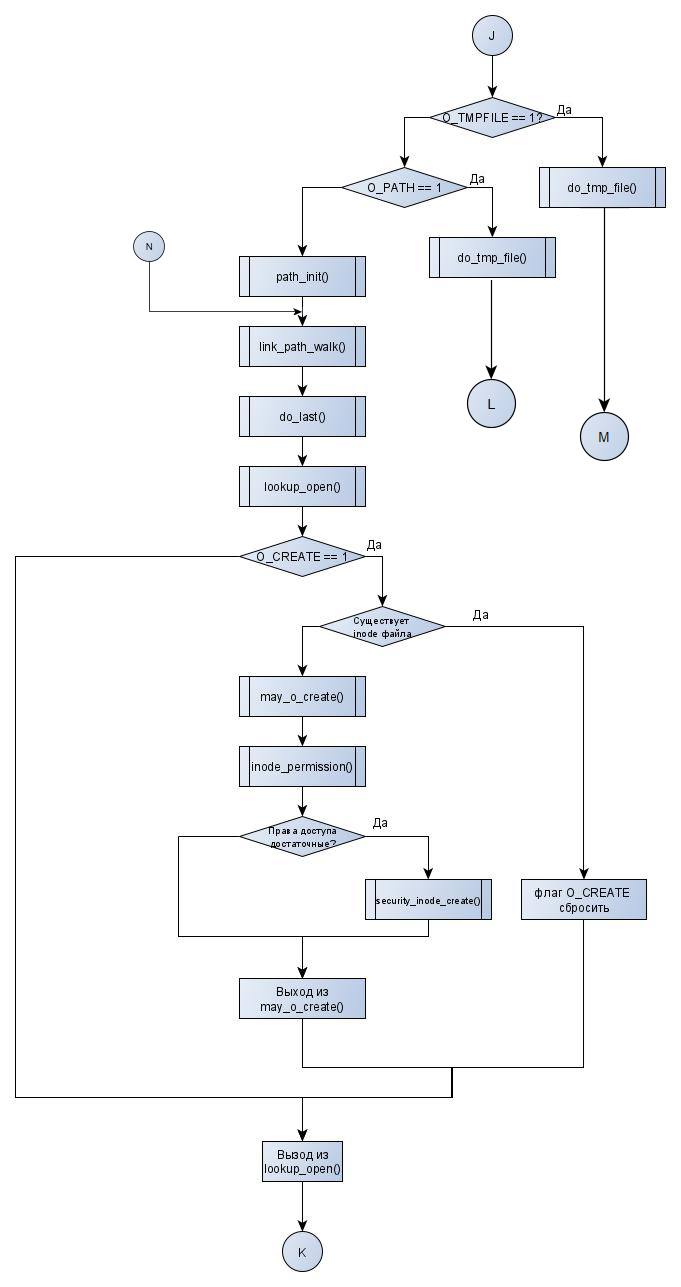 J
O_TMPFILE == 1?
Да
O_PATH == 1
Да
do_tmp_file()
N
path_init()
do_tmp_file()
link_path_walk()
L
do_last()
M
lookup_open()
O_CREATE == 1
Да
Существует
inode файла
Да
may_o_create()
inode_permission()
Права доступа
достаточные?
Да
security_inode_create()
флаг O_CREATE
сбросить
Выход из
may_o_create()
Вызод из
lookup_open()
K